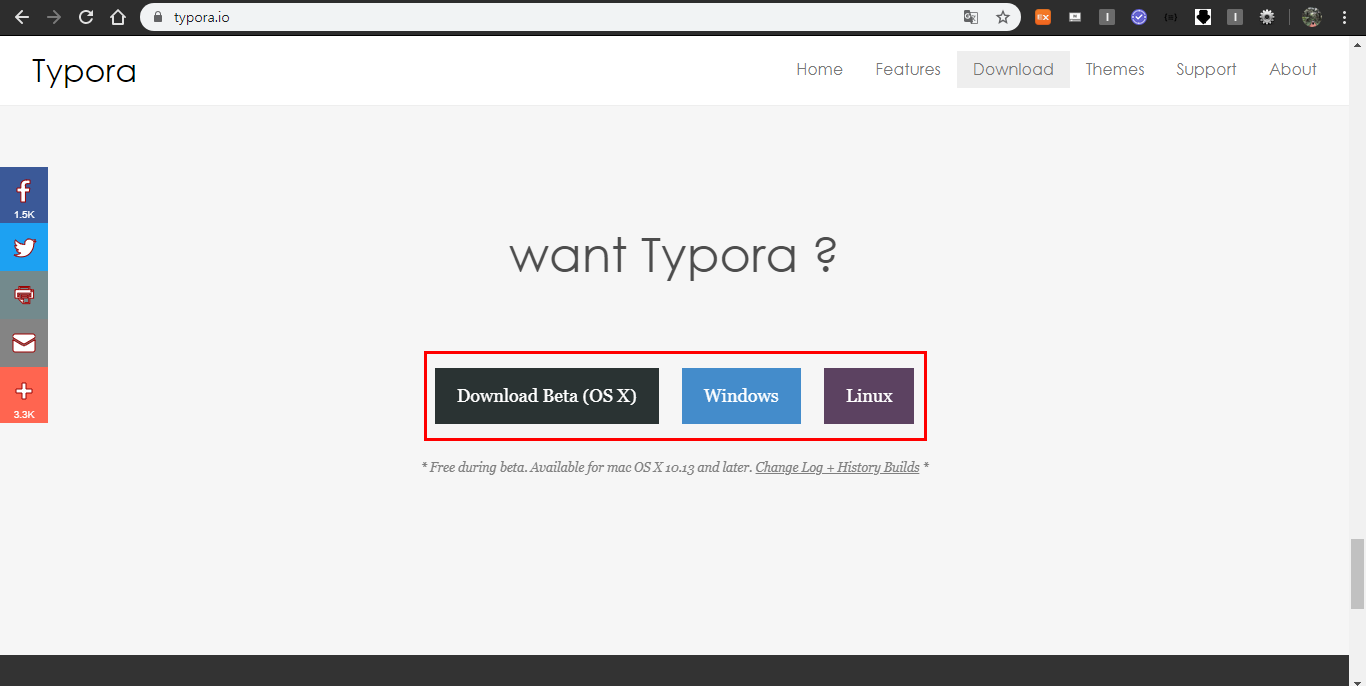 typora.io
Typora
Home Features Download Themes Support About
1.5K
3.3K
want Typora ?
Download Beta (OS X) Windows Linux
* Free during beta. Available for mac OS X 10.13 and later. Change Log + History Builds *